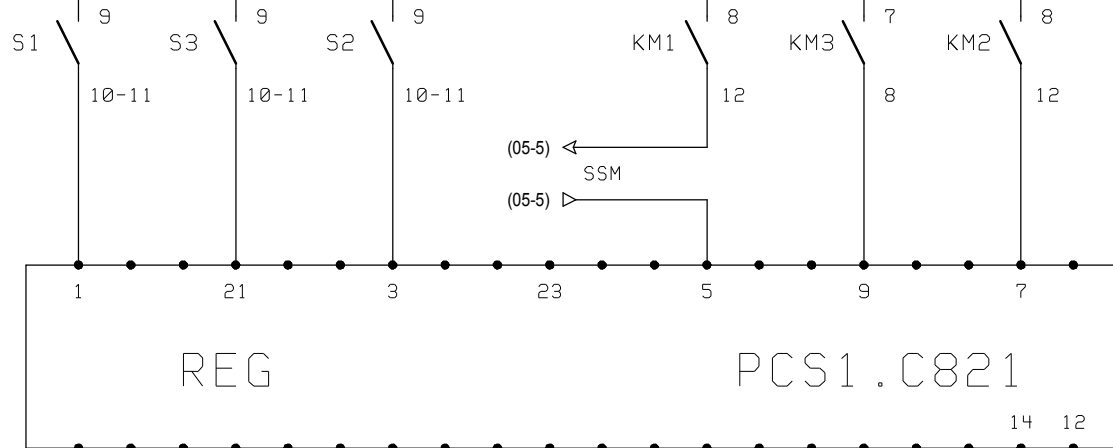 9 9 9 8 7 8
S1 S3 S2 KM1 KM3 KM2
10-11 10-11 10-11 12 8 12
(05-5)
SSM
(05-5)
1 21 3 23 5 9 7
REG PCS1.C821
14 12